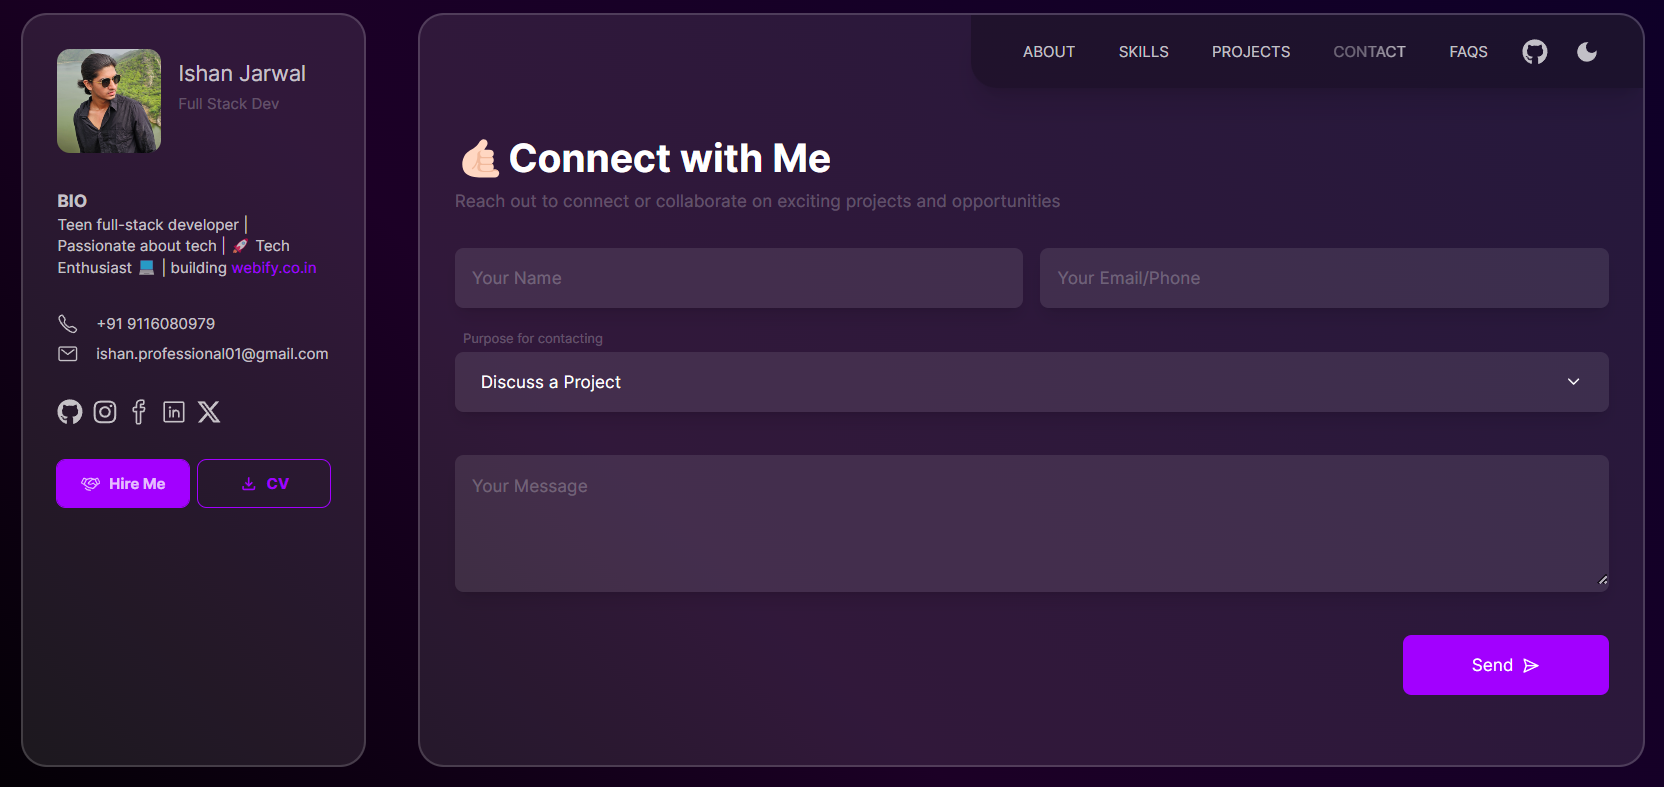 Ishan Jarwal
Full Stack Dev
BIO
Teen full-stack developer |
Passionate about tech | 🚀 Tech
Enthusiast 💻 | building webify.co.in
+91 9116080979
ishan.professional01@gmail.com
Hire Me
CV
ABOUT SKILLS PROJECTS CONTACT FAQS
🤙🏻 Connect with Me
Reach out to connect or collaborate on exciting projects and opportunities
Your Name
Your Email/Phone
Purpose for contacting
Discuss a Project
Your Message
Send